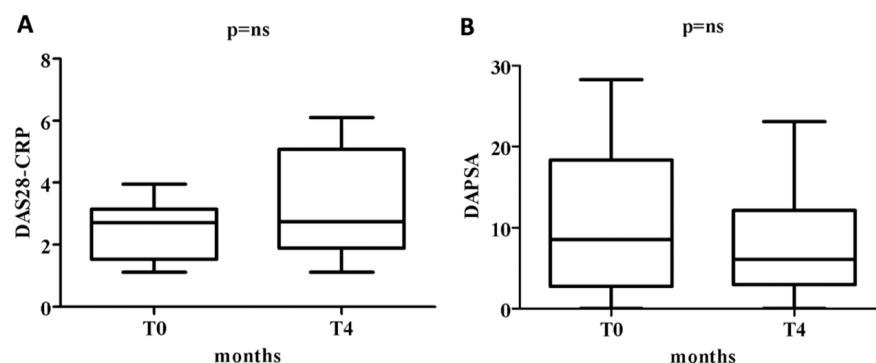 A
p=ns
DAS28-CRP
8
6
4
2
0
T0 T4
months
B
p=ns
DAPSA
30
20
10
0
T0 T4
months